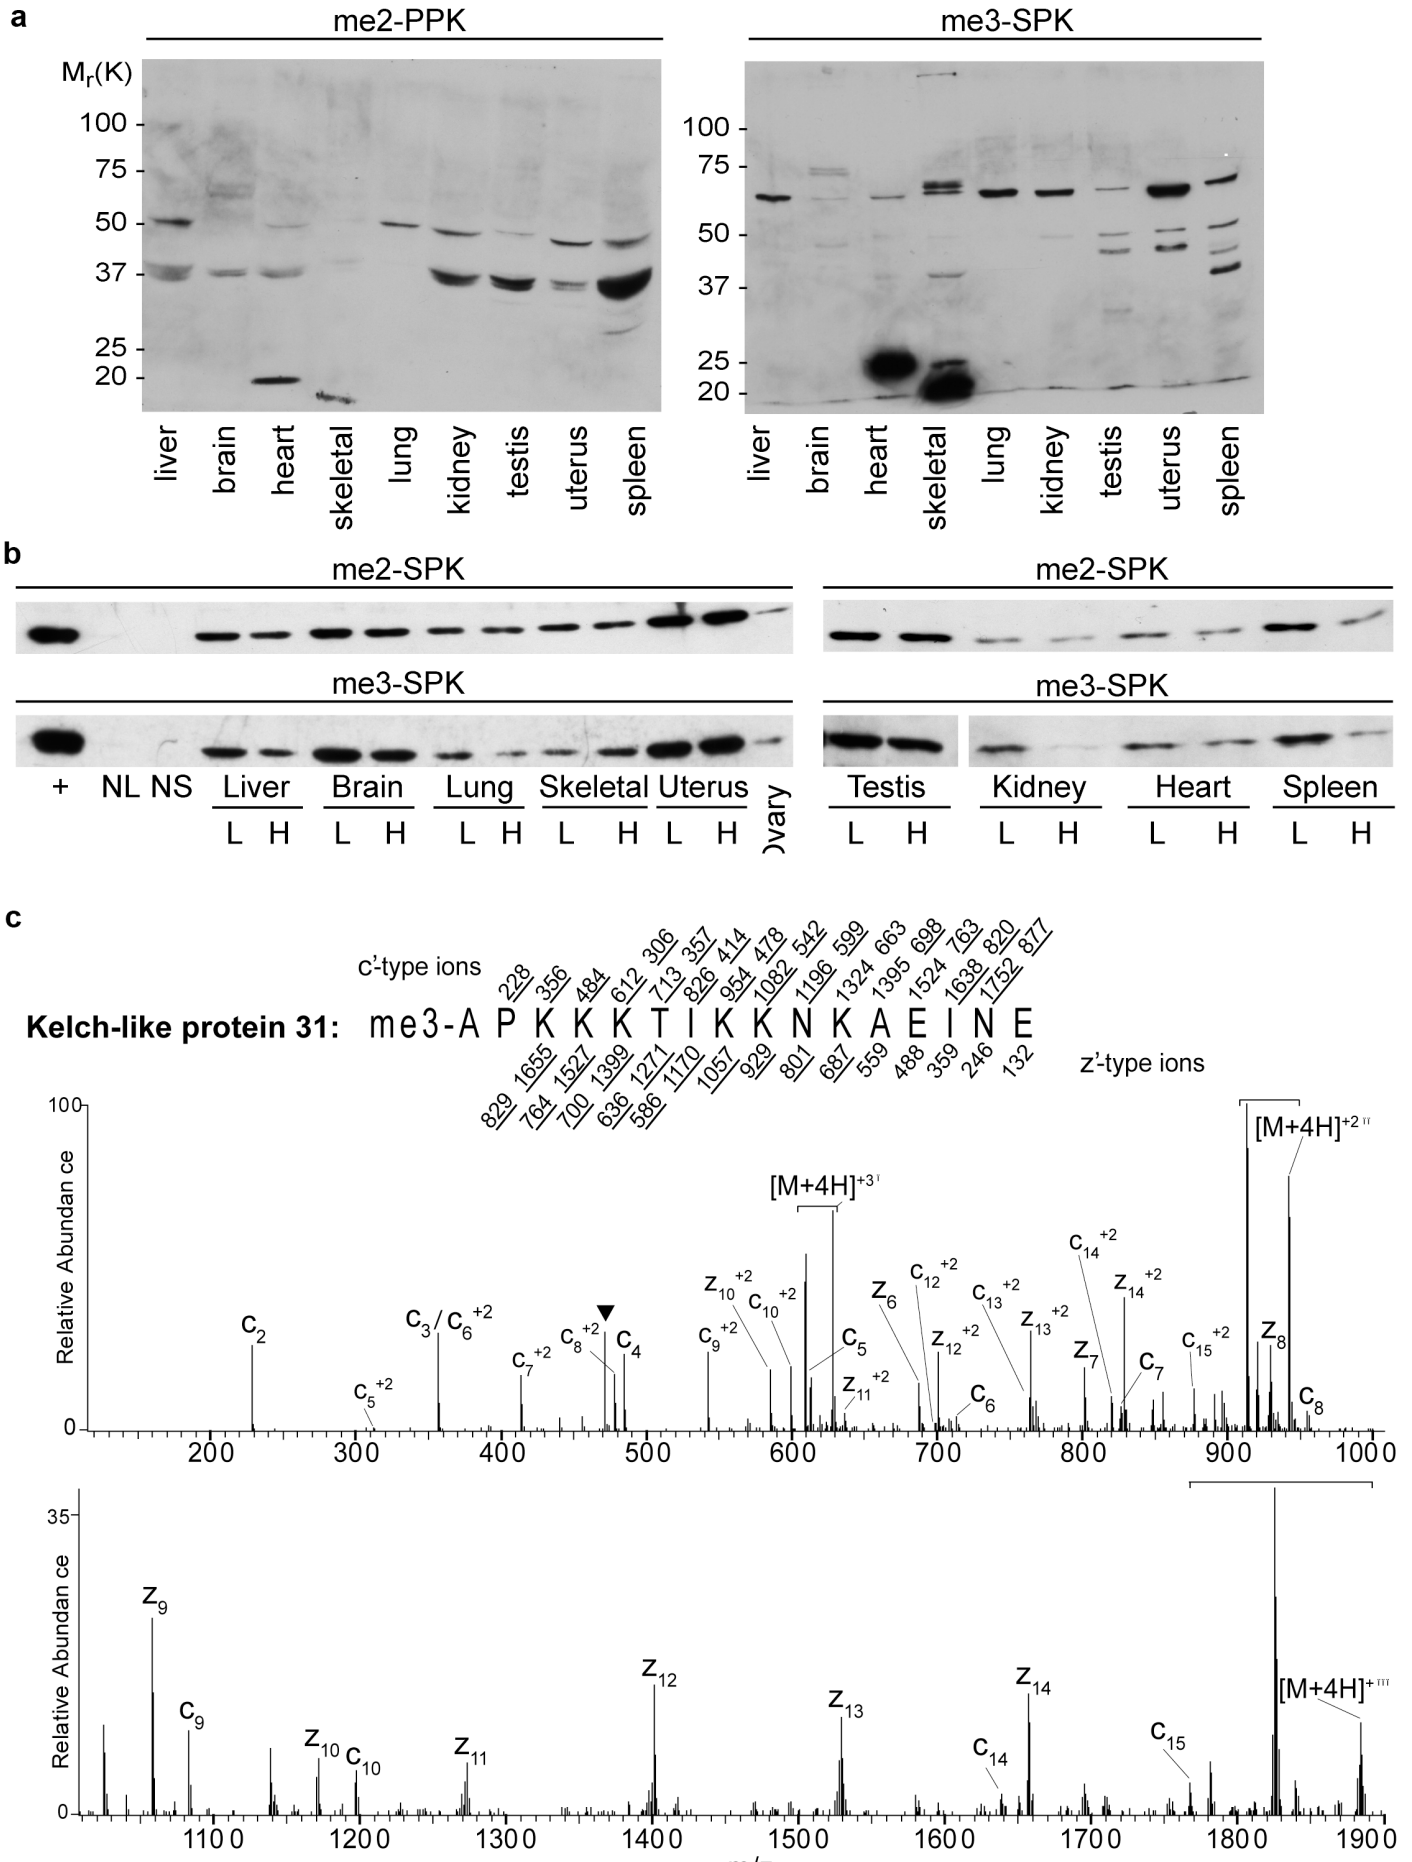 a
me2-PPK
me3-SPK
Mr(K)
100
75
50
37
25
20
100
75
50
37
25
20
liver brain heart skeletal lung kidney testis uterus spleen
liver brain heart skeletal lung kidney testis uterus spleen
b
me2-SPK
me2-SPK
me3-SPK
me3-SPK
+ NL NS Liver Brain Lung Skeletal Uterus
Testis Kidney Heart Spleen
L H L H L H L H L H
L H L H L H L H
c
c'-type ions
228 356 484 612 306 713 357 826 414 954 478 1082 542 1196 599 1324 663 1395 698 1524 763 1638 820 1752 877
Kelch-like protein 31: me3-A P K K K T I K K N K A E I N E
1655 1527 1399 1271 1170 1057 929 801 687 559 488 359 246 132
829 764 700 636 586
z'-type ions
100
Relative Abundan ce
0
[M+4H]+2 ¨
[M+4H]+3
c2
c5+2
c3 / c6+2
c7+2
c8+2
c4
c9+2
z10+2
c10+2
c5
z11+2
z6
c12+2
z12+2
c6
c13+2
z13+2
z7
c14+2
z14+2
c7
c15+2
z8
c8
200 300 400 500 600 700 800 900 1000
35
Relative Abundan ce
0
z9
c9
z10
c10
z11
z12
z13
c14
z14
c15
[M+4H]+
1100 1200 1300 1400 1500 1600 1700 1800 1900